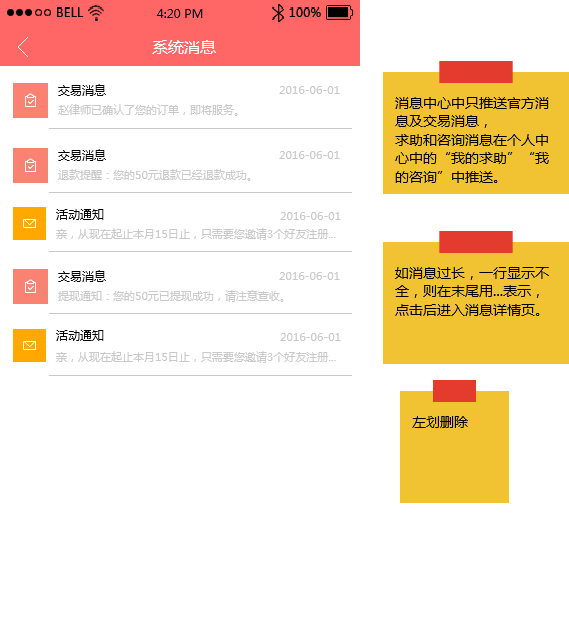 BELL 4:20 PM 100%
系统消息
交易消息 2016-06-01
赵律师已确认了您的订单，即将服务。
交易消息 2016-06-01
退款提醒：您的50元退款已经退款成功。
活动通知 2016-06-01
亲，从现在起止本月15日止，只需要您邀请3个好友注册...
交易消息 2016-06-01
提现通知：您的50元已提现成功，请注意查收。
活动通知 2016-06-01
亲，从现在起止本月15日止，只需要您邀请3个好友注册...
消息中心中只推送官方消
息及交易消息，
求助和咨询消息在个人中
心中的“我的求助”“我
的咨询”中推送。
如消息过长，一行显示不
全，则在末尾用...表示，
点击后进入消息详情页。
左划删除